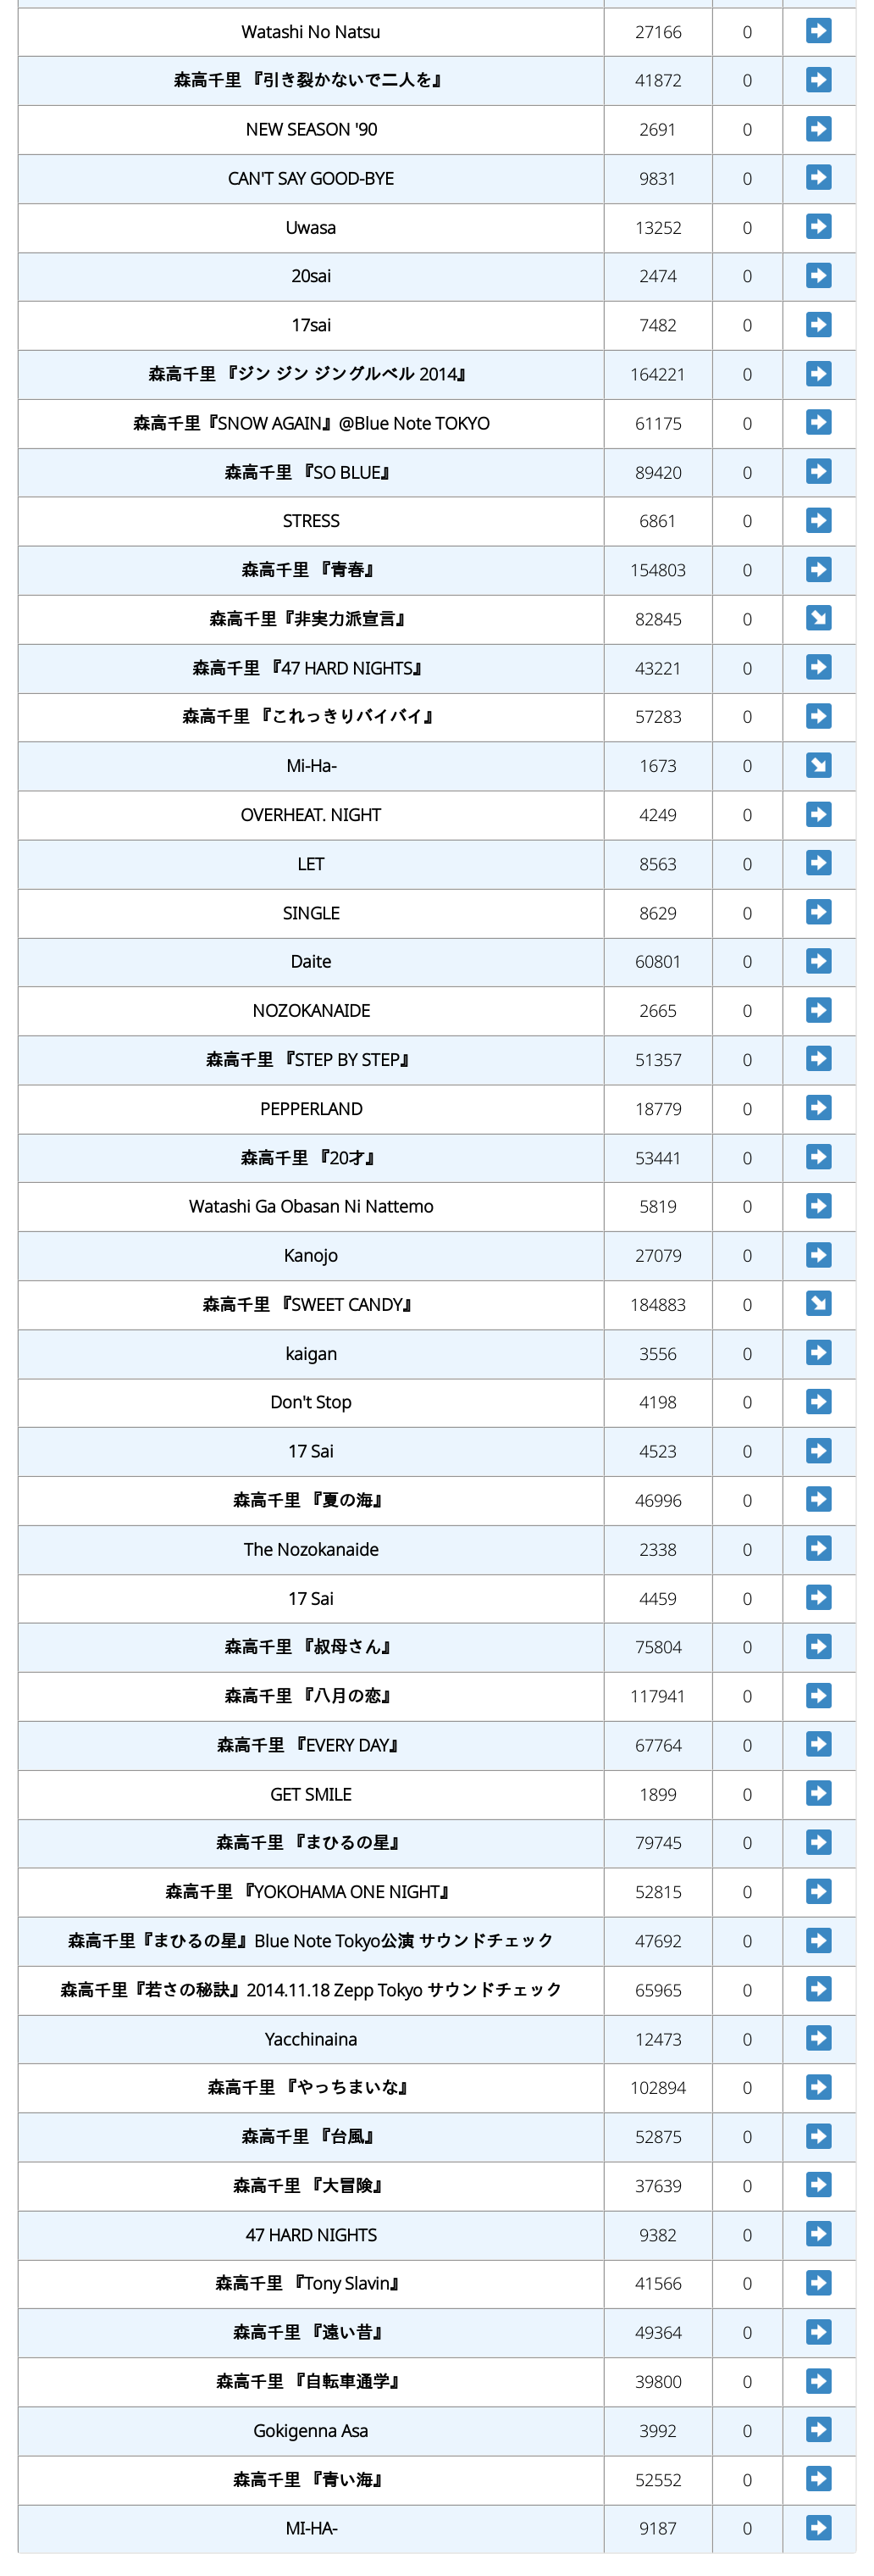 Watashi No Natsu 27166 0 ➡
森高千里 『引き裂かないで二人を』 41872 0 ➡
NEW SEASON '90 2691 0 ➡
CAN'T SAY GOOD-BYE 9831 0 ➡
Uwasa 13252 0 ➡
20sai 2474 0 ➡
17sai 7482 0 ➡
森高千里 『ジン ジン ジングルベル 2014』 164221 0 ➡
森高千里『SNOW AGAIN』@Blue Note TOKYO 61175 0 ➡
森高千里 『SO BLUE』 89420 0 ➡
STRESS 6861 0 ➡
森高千里 『青春』 154803 0 ➡
森高千里『非実力派宣言』 82845 0 ↘
森高千里 『47 HARD NIGHTS』 43221 0 ➡
森高千里 『これっきりバイバイ』 57283 0 ➡
Mi-Ha- 1673 0 ↘
OVERHEAT. NIGHT 4249 0 ➡
LET 8563 0 ➡
SINGLE 8629 0 ➡
Daite 60801 0 ➡
NOZOKANAIDE 2665 0 ➡
森高千里 『STEP BY STEP』 51357 0 ➡
PEPPERLAND 18779 0 ➡
森高千里 『20才』 53441 0 ➡
Watashi Ga Obasan Ni Nattemo 5819 0 ➡
Kanojo 27079 0 ➡
森高千里 『SWEET CANDY』 184883 0 ↘
kaigan 3556 0 ➡
Don't Stop 4198 0 ➡
17 Sai 4523 0 ➡
森高千里 『夏の海』 46996 0 ➡
The Nozokanaide 2338 0 ➡
17 Sai 4459 0 ➡
森高千里 『叔母さん』 75804 0 ➡
森高千里 『八月の恋』 117941 0 ➡
森高千里 『EVERY DAY』 67764 0 ➡
GET SMILE 1899 0 ➡
森高千里 『まひるの星』 79745 0 ➡
森高千里 『YOKOHAMA ONE NIGHT』 52815 0 ➡
森高千里『まひるの星』Blue Note Tokyo公演 サウンドチェック 47692 0 ➡
森高千里『若さの秘訣』2014.11.18 Zepp Tokyo サウンドチェック 65965 0 ➡
Yacchinaina 12473 0 ➡
森高千里 『やっちまいな』 102894 0 ➡
森高千里 『台風』 52875 0 ➡
森高千里 『大冒険』 37639 0 ➡
47 HARD NIGHTS 9382 0 ➡
森高千里 『Tony Slavin』 41566 0 ➡
森高千里 『遠い昔』 49364 0 ➡
森高千里 『自転車通学』 39800 0 ➡
Gokigenna Asa 3992 0 ➡
森高千里 『青い海』 52552 0 ➡
MI-HA- 9187 0 ➡